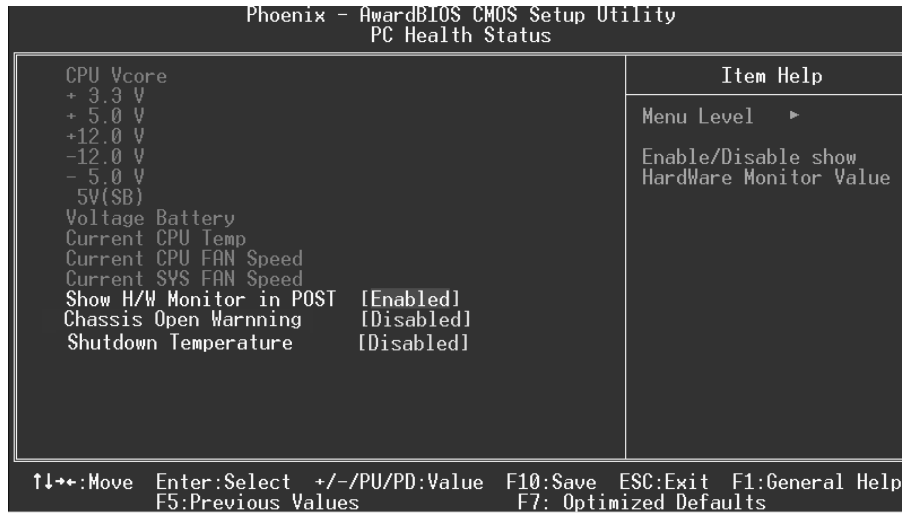 Phoenix - AwardBIOS CMOS Setup Utility
PC Health Status
CPU Vcore
+ 3.3 V
+ 5.0 V
+12.0 V
-12.0 V
- 5.0 V
5V(SB)
Voltage Battery
Current CPU Temp
Current CPU FAN Speed
Current SYS FAN Speed
Show H/W Monitor in POST [Enabled]
Chassis Open Warnning [Disabled]
Shutdown Temperature [Disabled]
Item Help
Menu Level ►
Enable/Disable show
HardWare Monitor Value
↑↓→←:Move Enter:Select +/-/PU/PD:Value F10:Save ESC:Exit F1:General Help
F5:Previous Values F7: Optimized Defaults